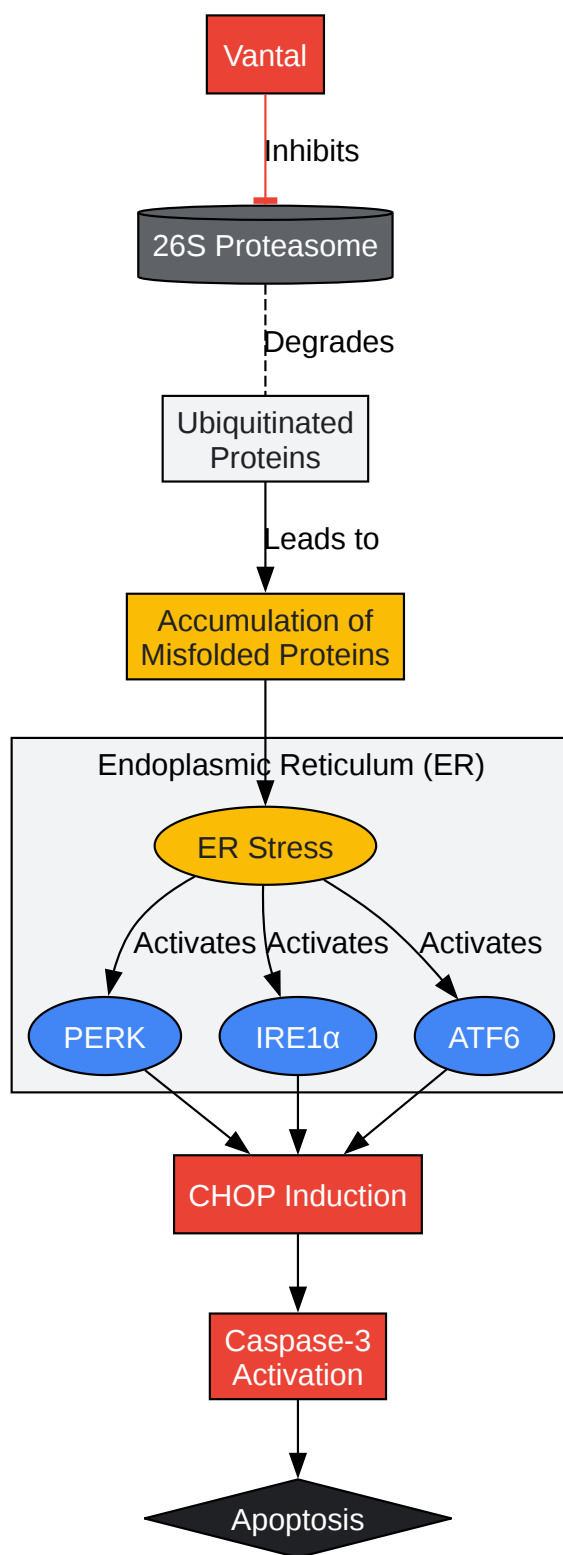 Vantal
Inhibits
26S Proteasome
Degrades
Ubiquitinated
Proteins
Leads to
Accumulation of
Misfolded Proteins
Endoplasmic Reticulum (ER)
ER Stress
Activates
Activates
Activates
PERK
IRE1α
ATF6
CHOP Induction
Caspase-3
Activation
Apoptosis